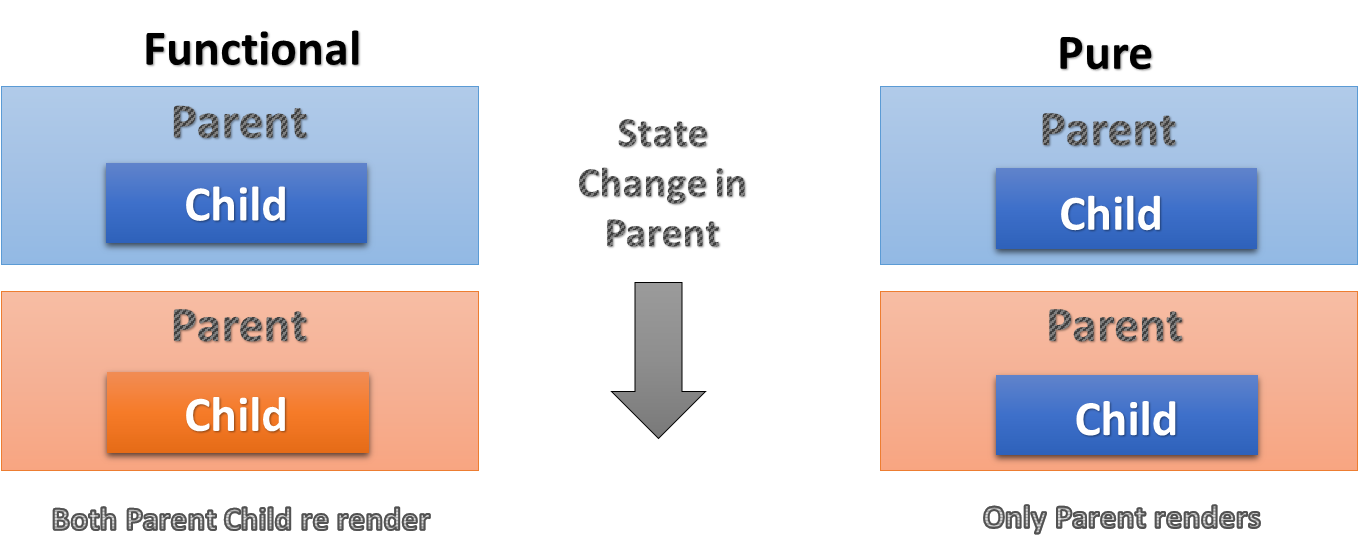 Functional
Parent
Child
Parent
Child
Both Parent Child re render
State
Change in
Parent
Pure
Parent
Child
Parent
Child
Only Parent renders